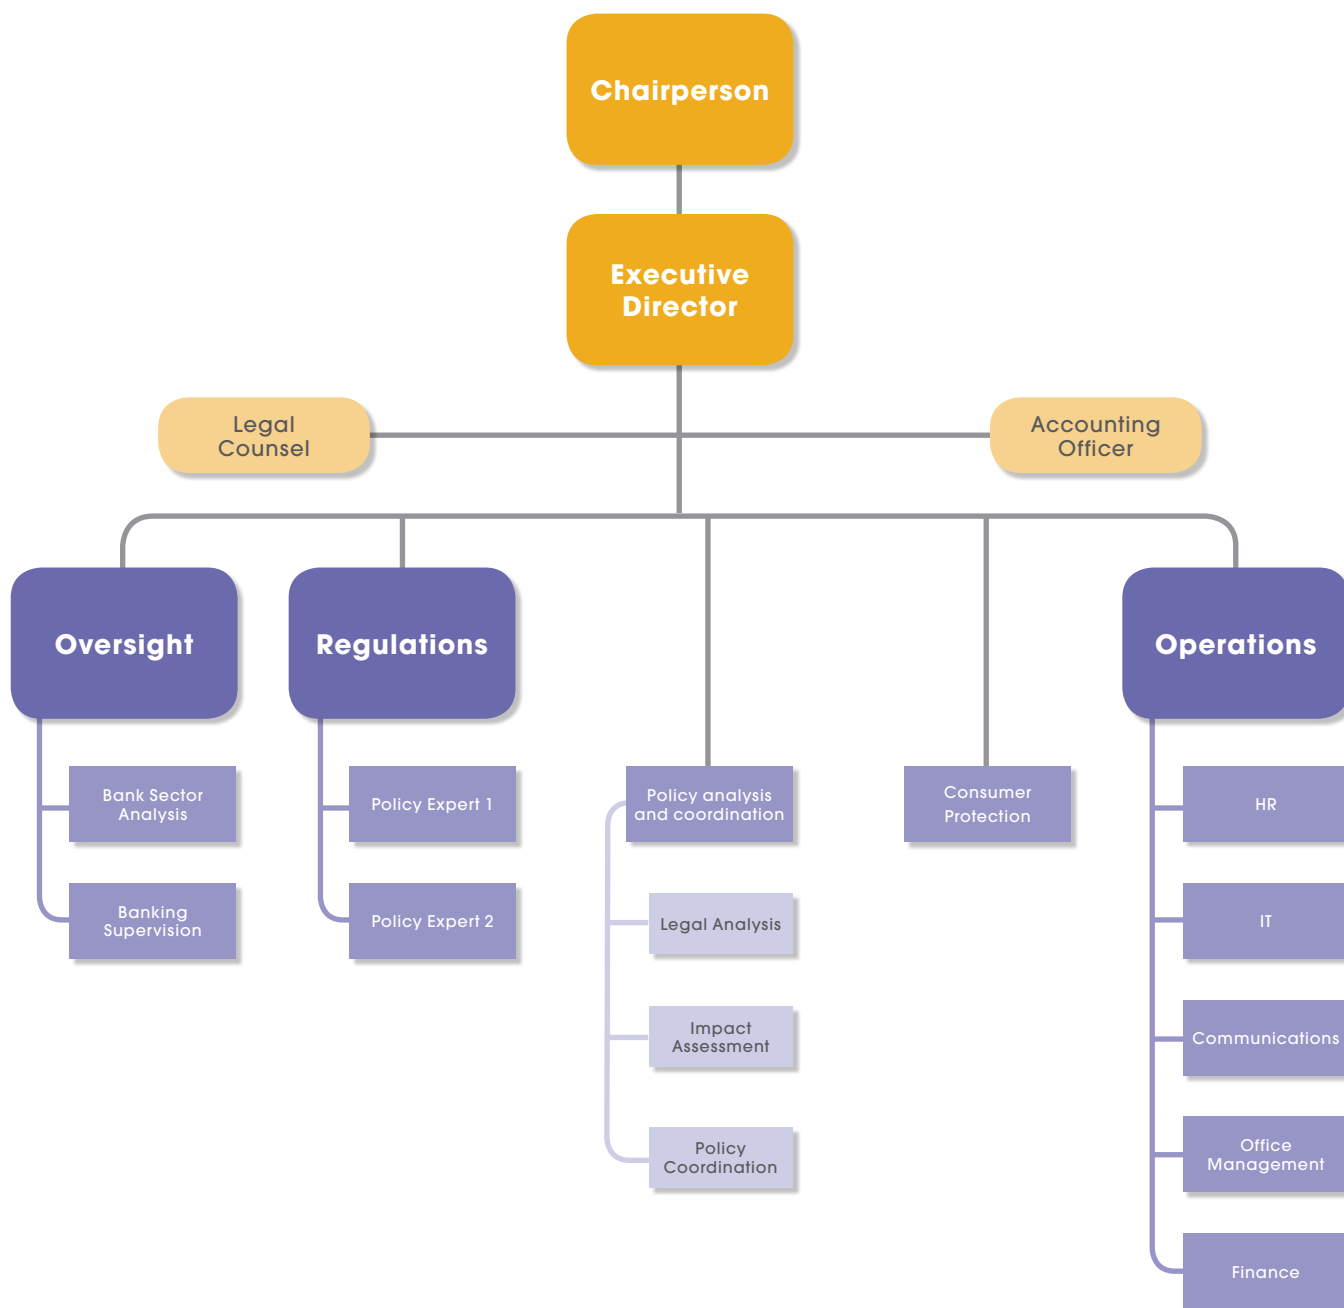 Chairperson
Executive
Director
Legal
Counsel
Accounting
Officer
Oversight
Regulations
Operations
Bank Sector
Analysis
Banking
Supervision
Policy Expert 1
Policy Expert 2
Policy analysis
and coordination
Legal Analysis
Impact
Assessment
Policy
Coordination
Consumer
Protection
HR
IT
Communications
Office
Management
Finance